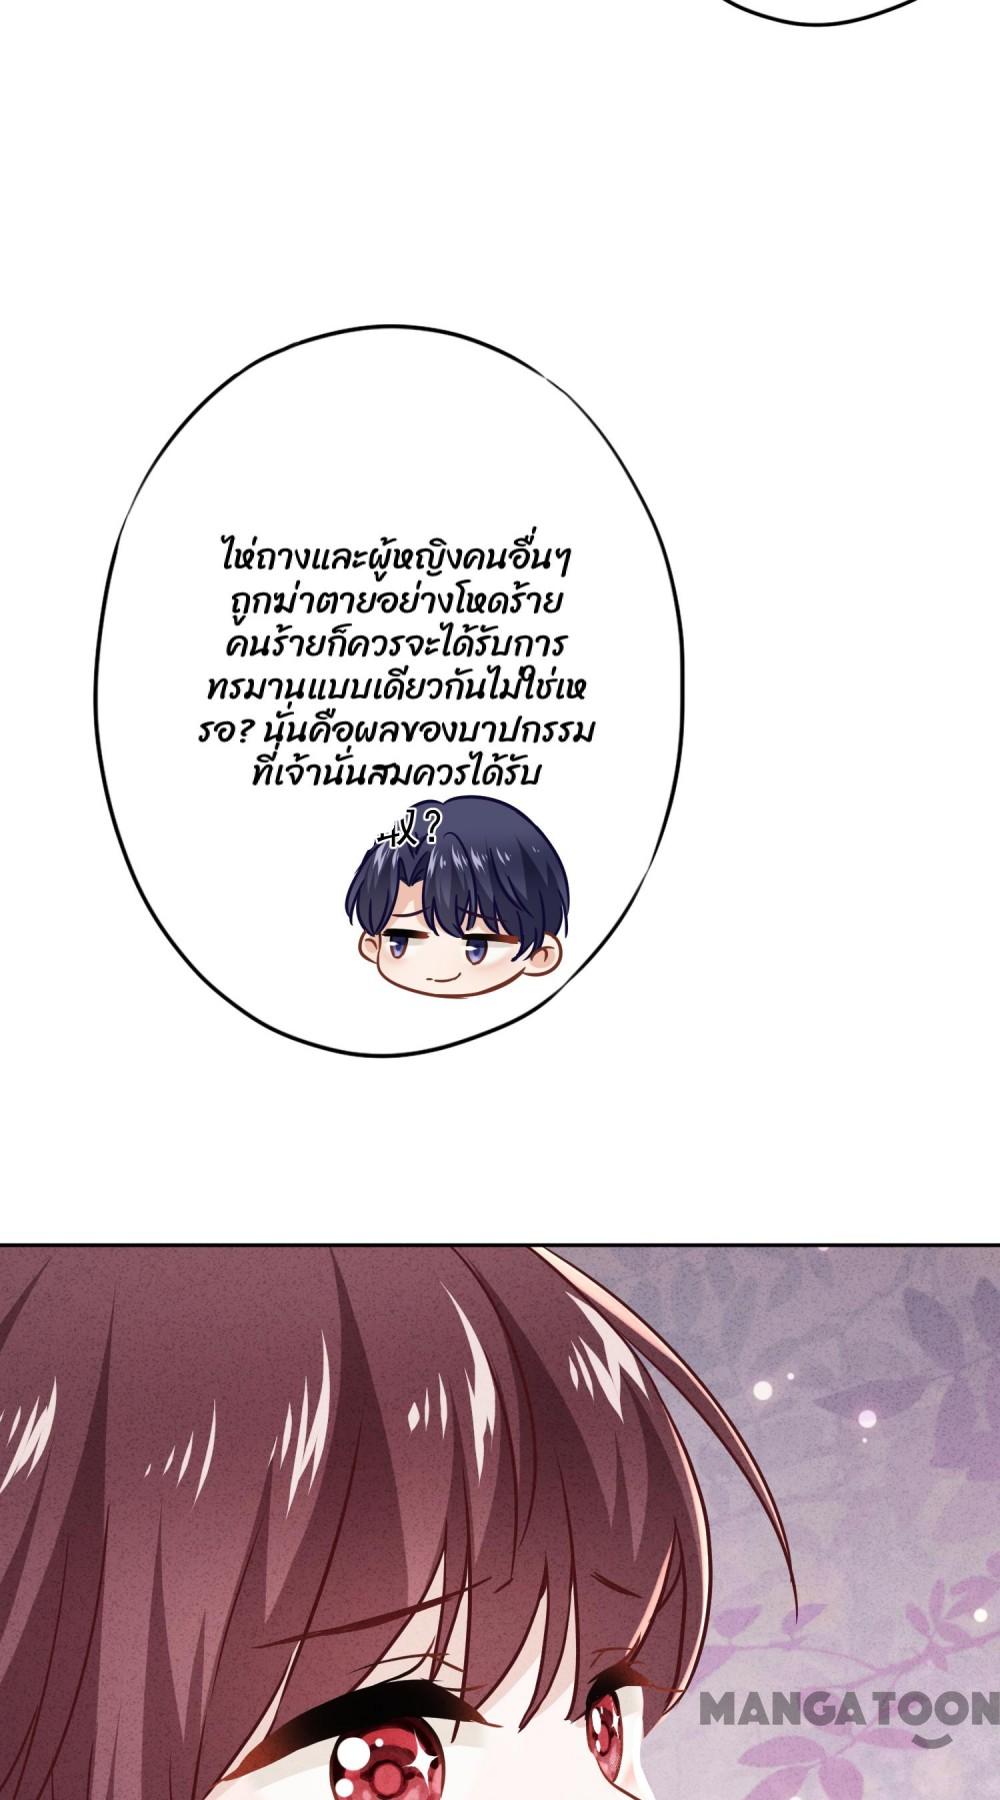 ไห่ถางและผู้หญิงคนอื่นๆ
ถูกฆ่าตายอย่างโหดร้าย
คนร้ายก็ควรจะได้รับการ
ทรมานแบบเดียวกันไม่ใช่เห
รอ? นั่นคือผลของบาปกรรม
ที่เจ้านั่นสมควรได้รับ
取?
MANGATOON